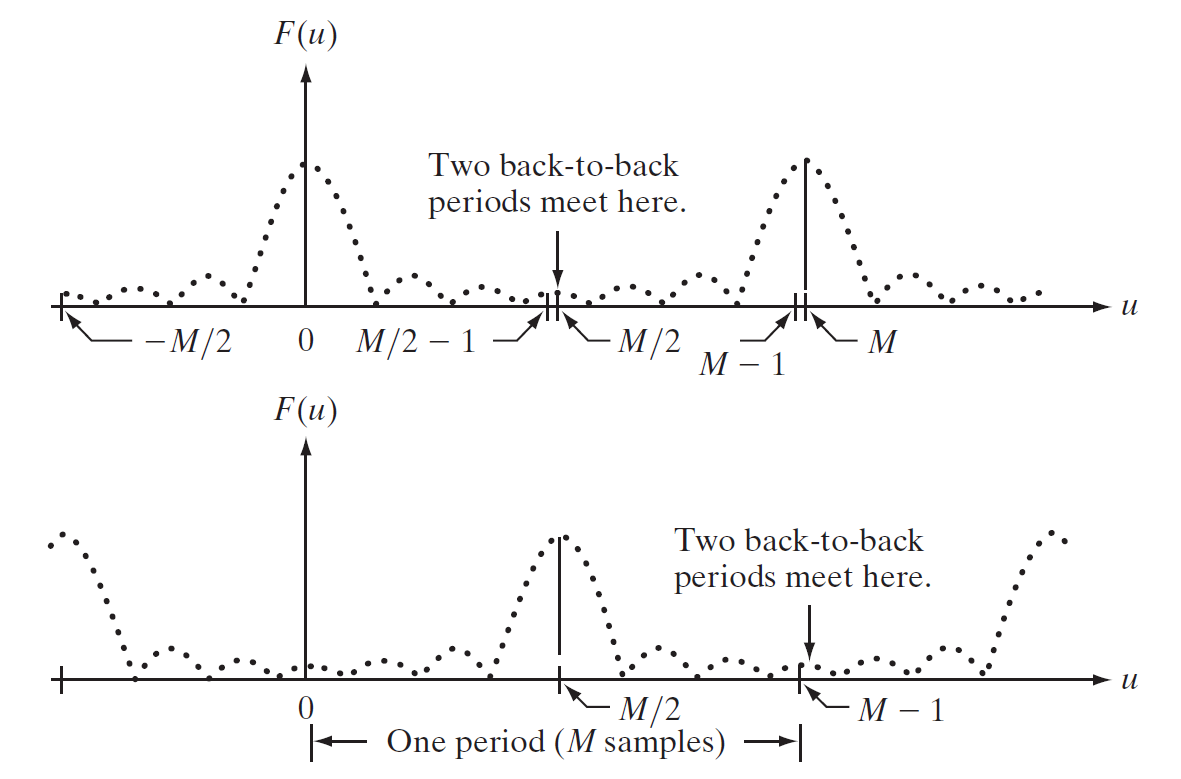 F(u)
Two back-to-back
periods meet here.
u
−M/2
0
M/2 − 1
M/2
M − 1
M
F(u)
Two back-to-back
periods meet here.
u
0
M/2
M − 1
One period (M samples)